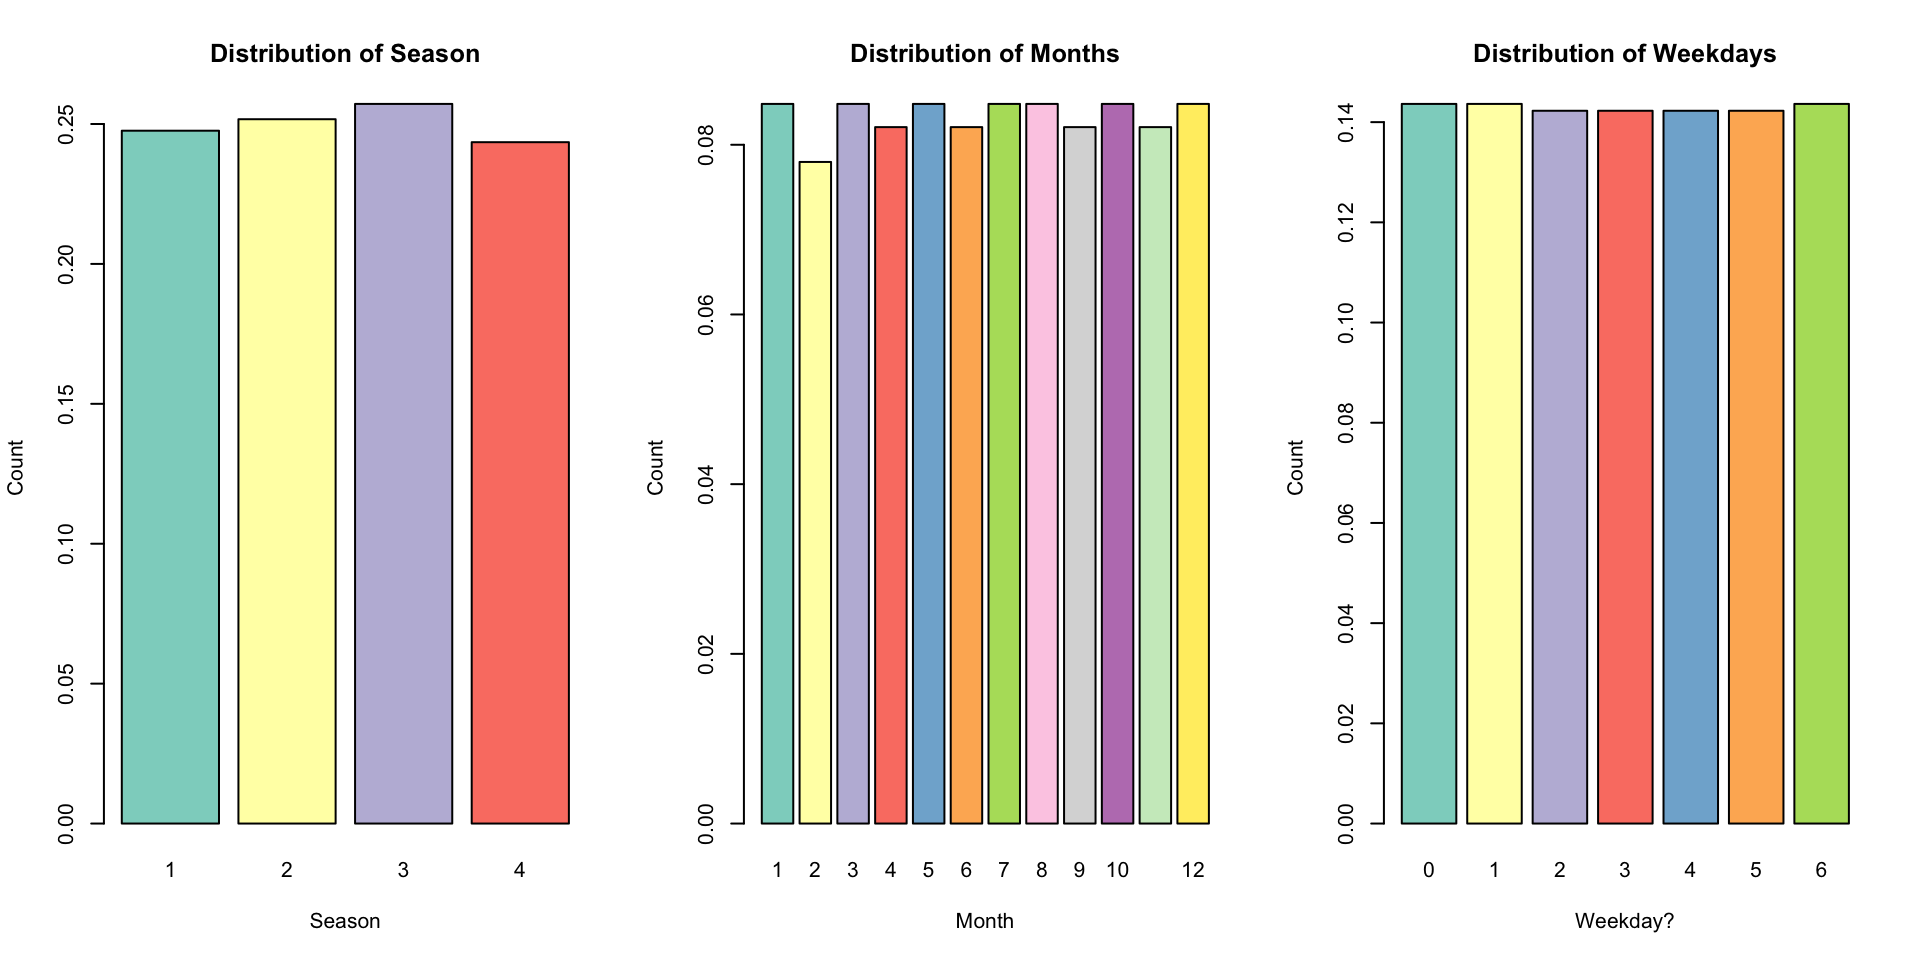 Distribution of Season
0.25
0.20
0.15
0.10
0.05
0.00
Count
1 2 3 4
Season
Distribution of Months
0.08
0.06
0.04
0.02
0.00
Count
1 2 3 4 5 6 7 8 9 10 12
Month
Distribution of Weekdays
0.14
0.12
0.10
0.08
0.06
0.04
0.02
0.00
Count
0 1 2 3 4 5 6
Weekday?